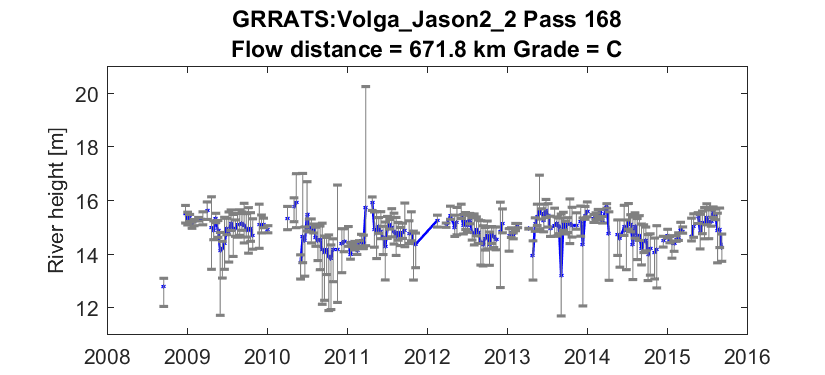 GRRATS:Volga_Jason2_2 Pass 168
Flow distance = 671.8 km Grade = C
River height [m]
20
18
16
14
12
2008 2009 2010 2011 2012 2013 2014 2015 2016